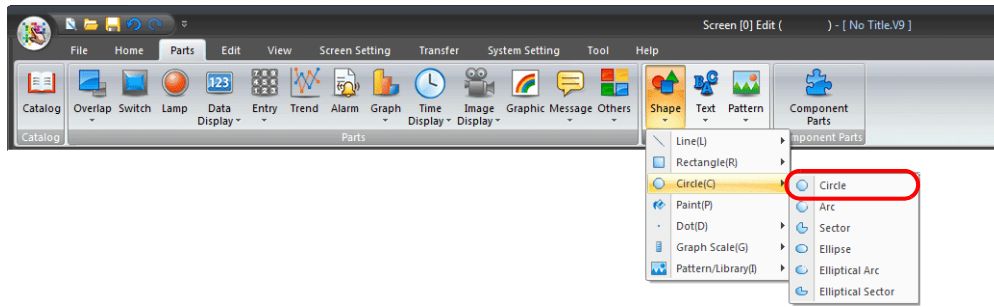 Screen [0] Edit (          ) - [ No Title.V9 ]
File Home Parts Edit View Screen Setting Transfer System Setting Tool Help
123
Catalog Overlap Switch Lamp Data Display Entry Trend Alarm Graph Time Display Image Display Graphic Message Others Shape Text Pattern Component Parts
Catalog Parts mponent Parts
Line(L)
Rectangle(R)
Circle(C) Circle
Paint(P) Arc
Dot(D) Sector
Graph Scale(G) Ellipse
Pattern/Library(I) Elliptical Arc
Elliptical Sector